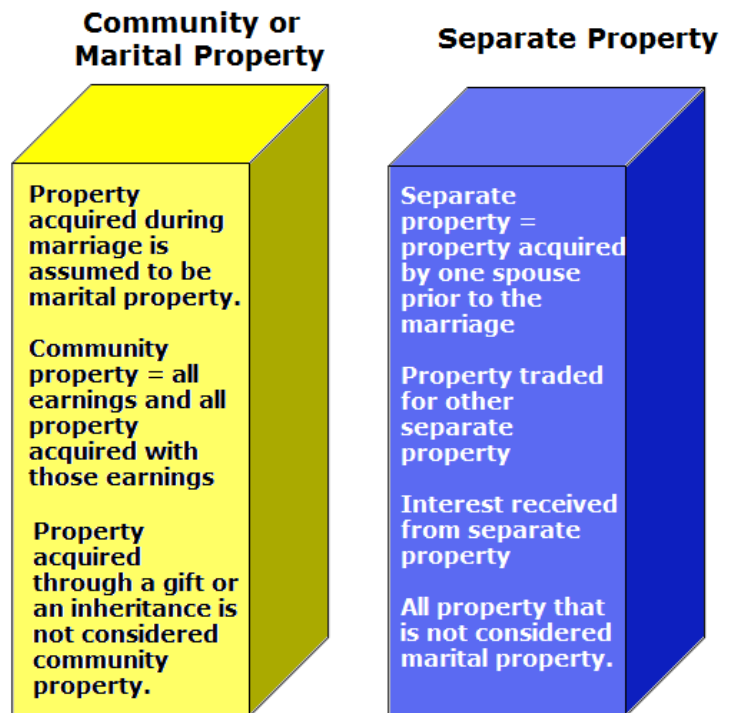 Community or
Marital Property
Property
acquired during
marriage is
assumed to be
marital property.
Community
property = all
earnings and all
property
acquired with
those earnings
Property
acquired
through a gift or
an inheritance is
not considered
community
property.
Separate Property
Separate
property =
property acquired
by one spouse
prior to the
marriage
Property traded
for other
separate
property
Interest received
from separate
property
All property that
is not considered
marital property.